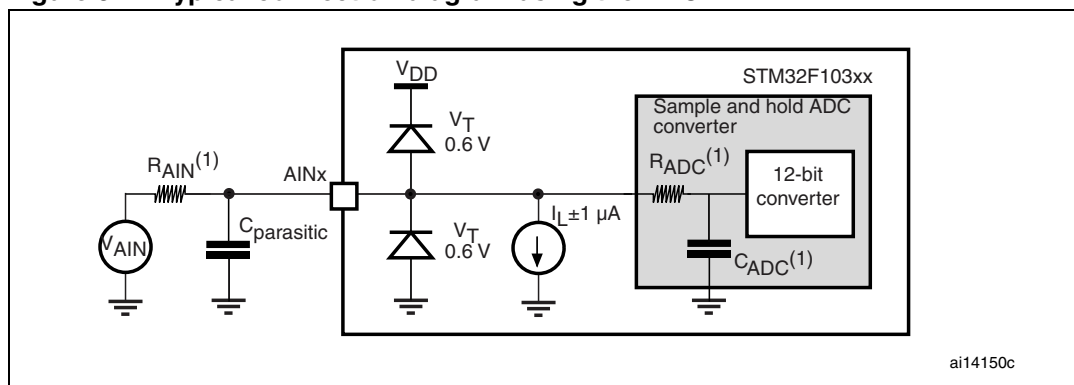 VDD
STM32F103xx
Sample and hold ADC
converter
VT
0.6 V
RAIN(1)
AINx
RADC(1)
12-bit
converter
IL±1 µA
VAIN
Cparasitic
VT
0.6 V
CADC(1)
ai14150c